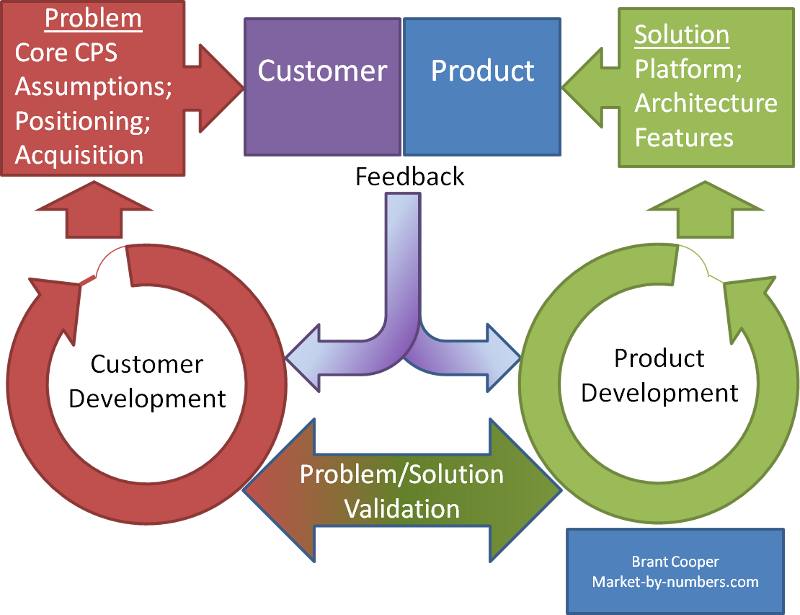 Problem
Core CPS
Assumptions;
Positioning;
Acquisition
Customer
Product
Solution
Platform;
Architecture
Features
Feedback
Customer
Development
Product
Development
Problem/Solution
Validation
Brant Cooper
Market-by-numbers.com